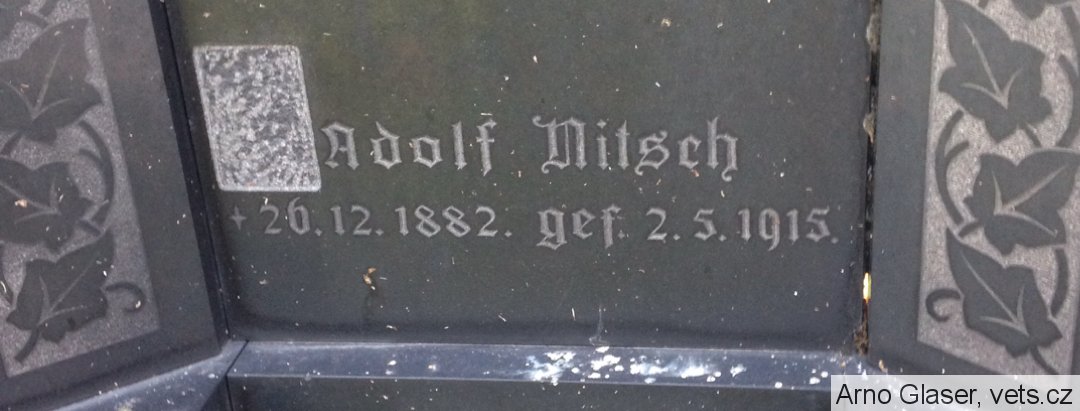 Adolf Nitsch
* 26.12.1882. gef. 2.5.1915.
Arno Glaser, vets.cz